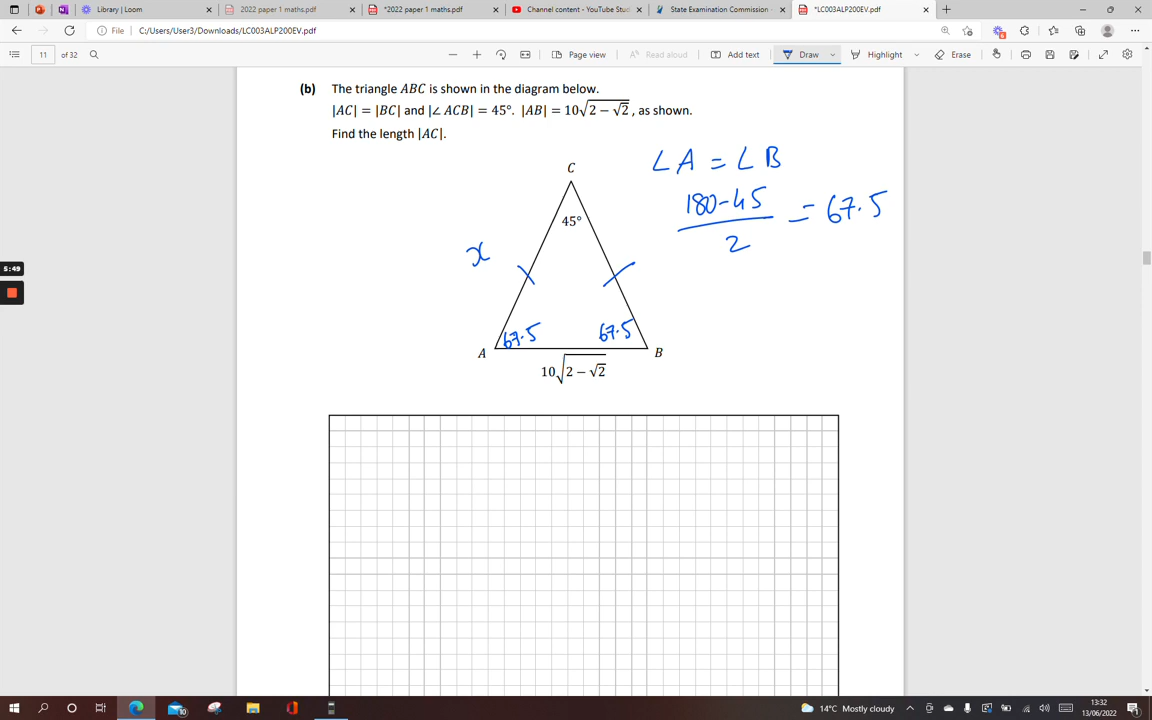 Library | Loom
2022 paper 1 maths.pdf
*2022 paper 1 maths.pdf
Channel content - YouTube Stud
State Examination Commission -
*LC003ALP200EV.pdf
File
C:/Users/User3/Downloads/LC003ALP200EV.pdf
11 of 32
Page view
Read aloud
Add text
Draw
Highlight
Erase
(b) The triangle ABC is shown in the diagram below.
|AC| = |BC| and |∠ ACB| = 45°. |AB| = 10√(2 − √2), as shown.
Find the length |AC|.
∠A = ∠B
C
180-45
= 67.5
2
45°
x
5:49
67.5
67.5
A
B
10√(2 − √2)
10
14°C Mostly cloudy
13:32
13/06/2022
1